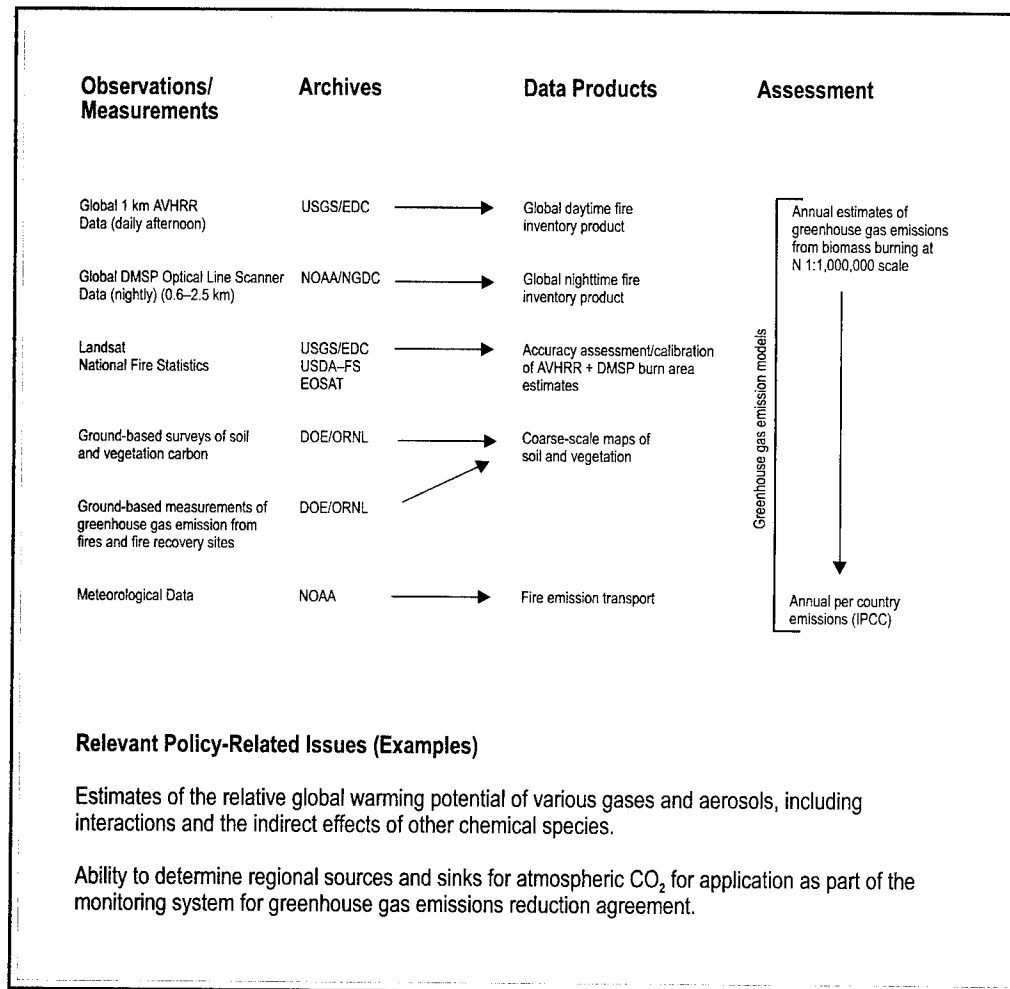 Observations/
Measurements
Archives
Data Products
Assessment
Global 1 km AVHRR
Data (daily afternoon)
USGS/EDC
Global daytime fire
inventory product
Annual estimates of
greenhouse gas emissions
from biomass burning at
N 1:1,000,000 scale
Global DMSP Optical Line Scanner
Data (nightly) (0.6–2.5 km)
NOAA/NGDC
Global nighttime fire
inventory product
Landsat
National Fire Statistics
USGS/EDC
USDA–FS
EOSAT
Accuracy assessment/calibration
of AVHRR + DMSP burn area
estimates
Greenhouse gas emission models
Ground-based surveys of soil
and vegetation carbon
DOE/ORNL
Coarse-scale maps of
soil and vegetation
Ground-based measurements of
greenhouse gas emission from
fires and fire recovery sites
DOE/ORNL
Meteorological Data
NOAA
Fire emission transport
Annual per country
emissions (IPCC)
Relevant Policy-Related Issues (Examples)
Estimates of the relative global warming potential of various gases and aerosols, including
interactions and the indirect effects of other chemical species.
Ability to determine regional sources and sinks for atmospheric CO₂ for application as part of the
monitoring system for greenhouse gas emissions reduction agreement.